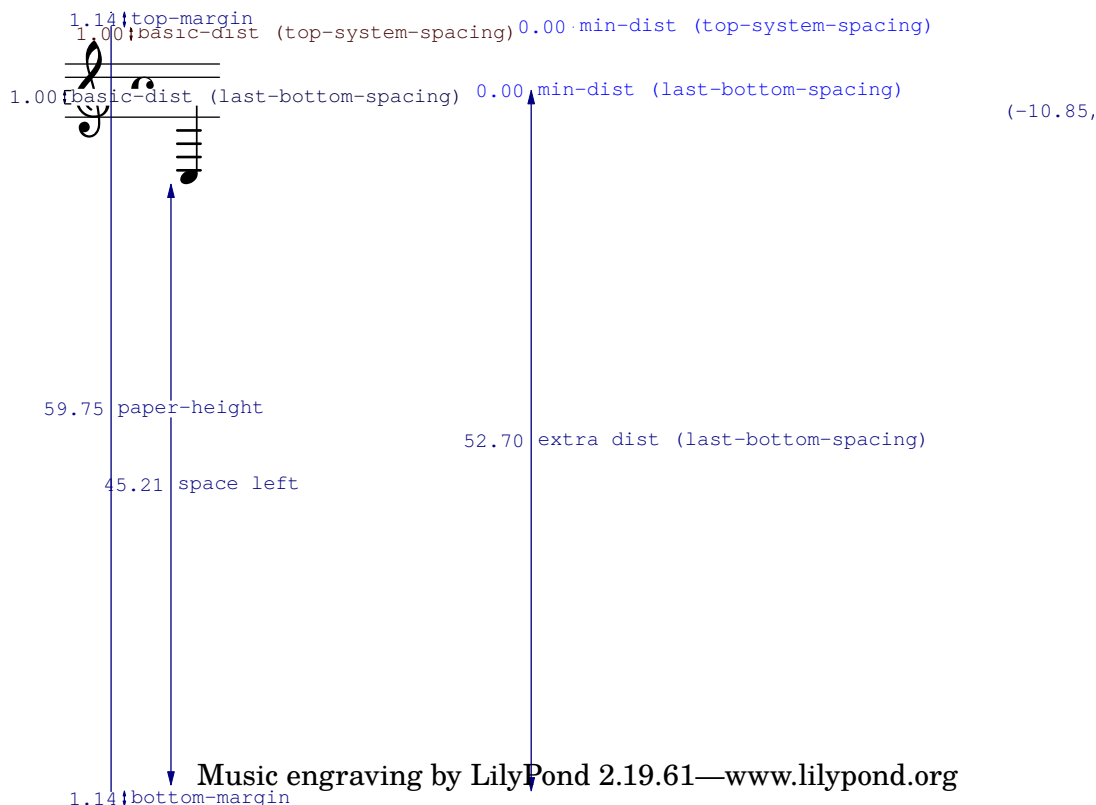 1.14 top-margin
1.00 basic-dist (top-system-spacing) 0.00 min-dist (top-system-spacing)
1.00 basic-dist (last-bottom-spacing) 0.00 min-dist (last-bottom-spacing)
(-10.85,
59.75 paper-height
52.70 extra dist (last-bottom-spacing)
45.21 space left
Music engraving by LilyPond 2.19.61—www.lilypond.org
1.14 bottom-margin